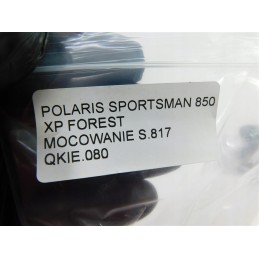 POLARIS SPORTSMAN 850
XP FOREST
MOCOWANIE S.817
QKIE.080